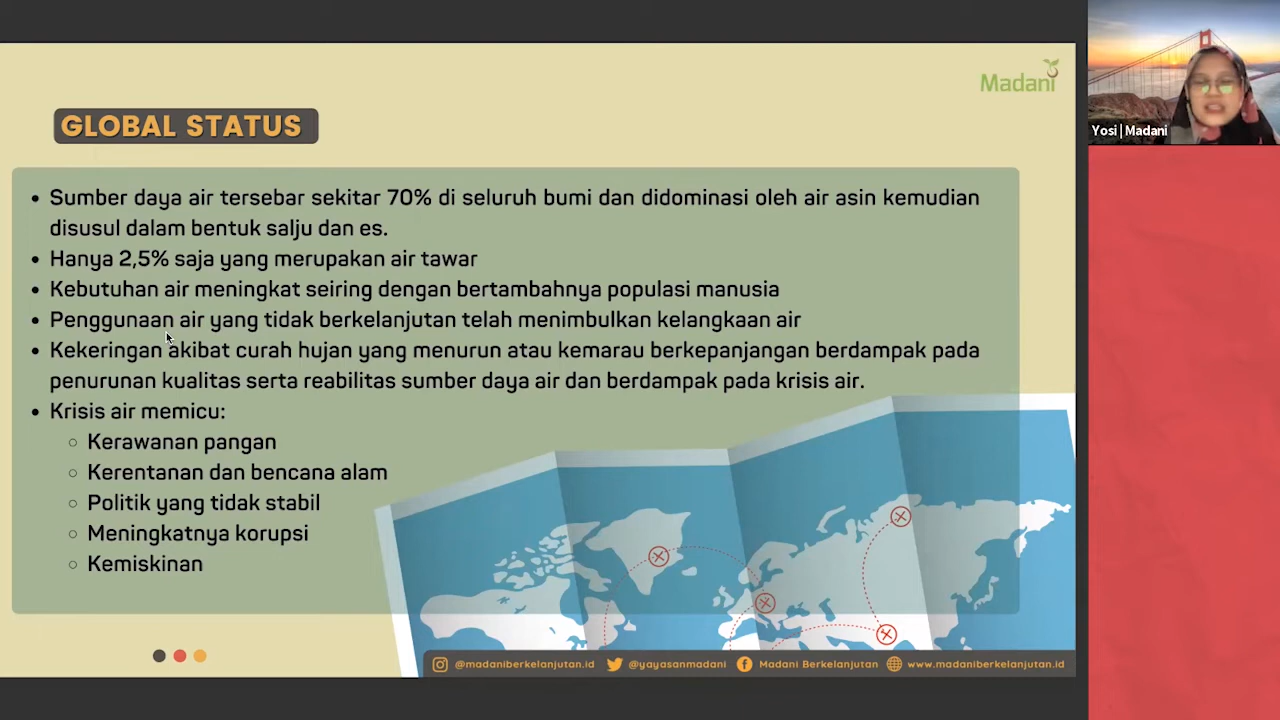 Madani
GLOBAL STATUS
• Sumber daya air tersebar sekitar 70% di seluruh bumi dan didominasi oleh air asin kemudian
disusul dalam bentuk salju dan es.
• Hanya 2,5% saja yang merupakan air tawar
• Kebutuhan air meningkat seiring dengan bertambahnya populasi manusia
• Penggunaan air yang tidak berkelanjutan telah menimbulkan kelangkaan air
• Kekeringan akibat curah hujan yang menurun atau kemarau berkepanjangan berdampak pada
penurunan kualitas serta reabilitas sumber daya air dan berdampak pada krisis air.
• Krisis air memicu:
○ Kerawanan pangan
○ Kerentanan dan bencana alam
○ Politik yang tidak stabil
○ Meningkatnya korupsi
○ Kemiskinan
@madaniberkelanjutan.id @yayasanmadani Madani Berkelanjutan www.madaniberkelanjutan.id
Yosi | Madani